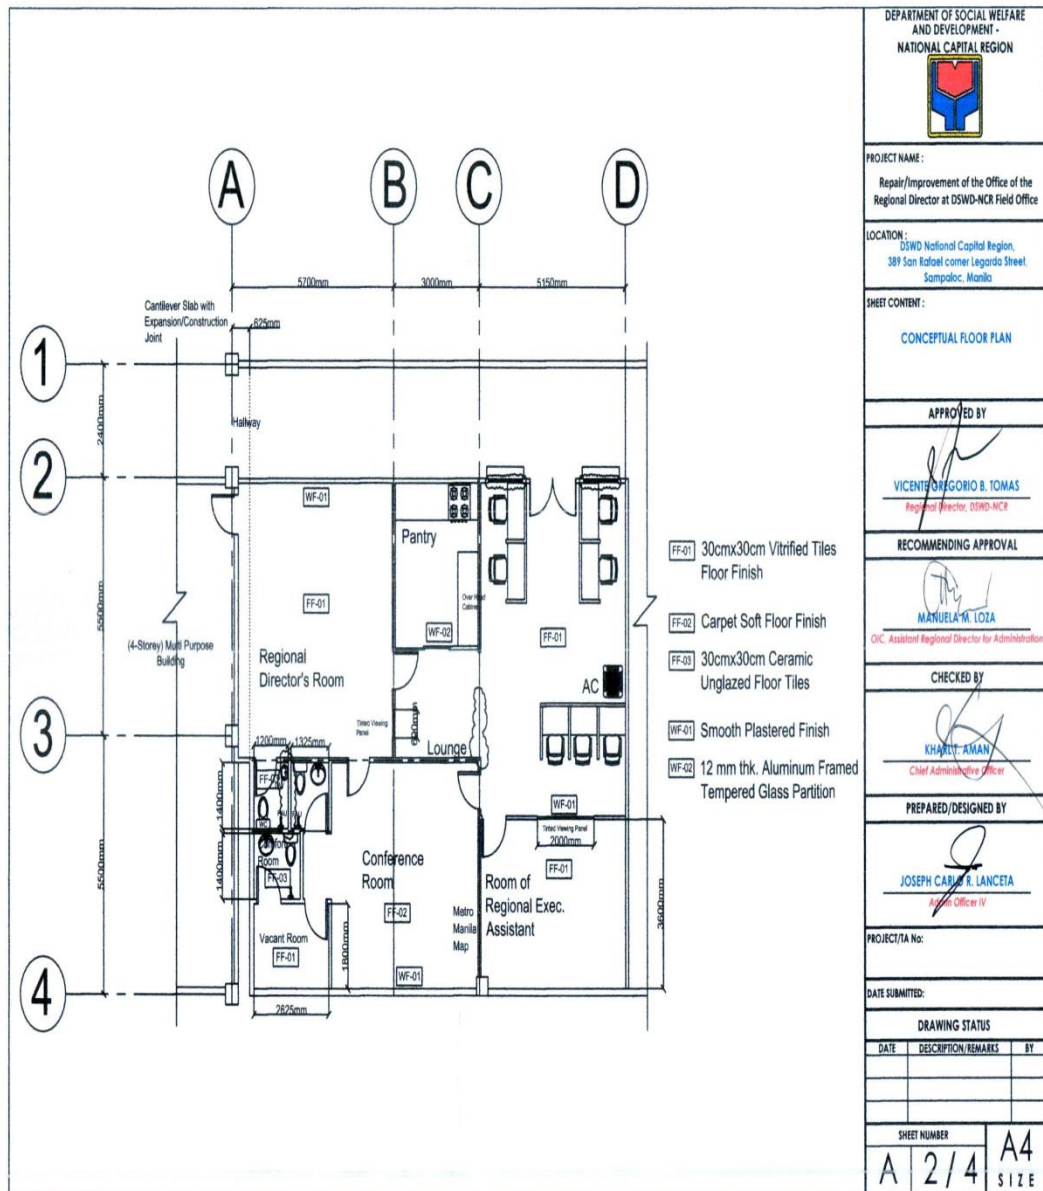 DEPARTMENT OF SOCIAL WELFARE
AND DEVELOPMENT -
NATIONAL CAPITAL REGION
PROJECT NAME :
Repair/Improvement of the Office of the
Regional Director at DSWD-NCR Field Office
LOCATION :
DSWD National Capital Region,
389 San Rafael corner Legarda Street,
Sampaloc, Manila
SHEET CONTENT :
CONCEPTUAL FLOOR PLAN
APPROVED BY
VICENTE GREGORIO B. TOMAS
Regional Director, DSWD-NCR
RECOMMENDING APPROVAL
MANUELA M. LOZA
OIC, Assistant Regional Director for Administration
CHECKED BY
KHARL T. AMAN
Chief Administrative Officer
PREPARED/DESIGNED BY
JOSEPH CARLO R. LANCETA
Admin Officer IV
PROJECT/TA No:
DATE SUBMITTED:
DRAWING STATUS
DATE DESCRIPTION/REMARKS BY
SHEET NUMBER
A 2/4
A4
SIZE
A B C D
5700mm 3000mm 5150mm
Cantilever Slab with
Expansion/Construction
Joint
625mm
1
2400mm
Hallway
2
WF-01
Pantry
Over Head
Cabinet
FF-01
WF-02
FF-01
5500mm
(4-Storey) Multi Purpose
Building
Regional
Director's Room
AC
Tinted Viewing
Panel
600mm
Lounge
3
1200mm 1325mm
1400mm
1400mm
WC
Room
FF-03
WF-01
Tinted Viewing Panel
2000mm
FF-01
Conference
Room
FF-02
Room of
Regional Exec.
Assistant
Metro
Manila
Map
3600mm
5500mm
Vacant Room
FF-01
1800mm
WF-01
4
2625mm
FF-01 30cmx30cm Vitrified Tiles
Floor Finish
FF-02 Carpet Soft Floor Finish
FF-03 30cmx30cm Ceramic
Unglazed Floor Tiles
WF-01 Smooth Plastered Finish
WF-02 12 mm thk. Aluminum Framed
Tempered Glass Partition